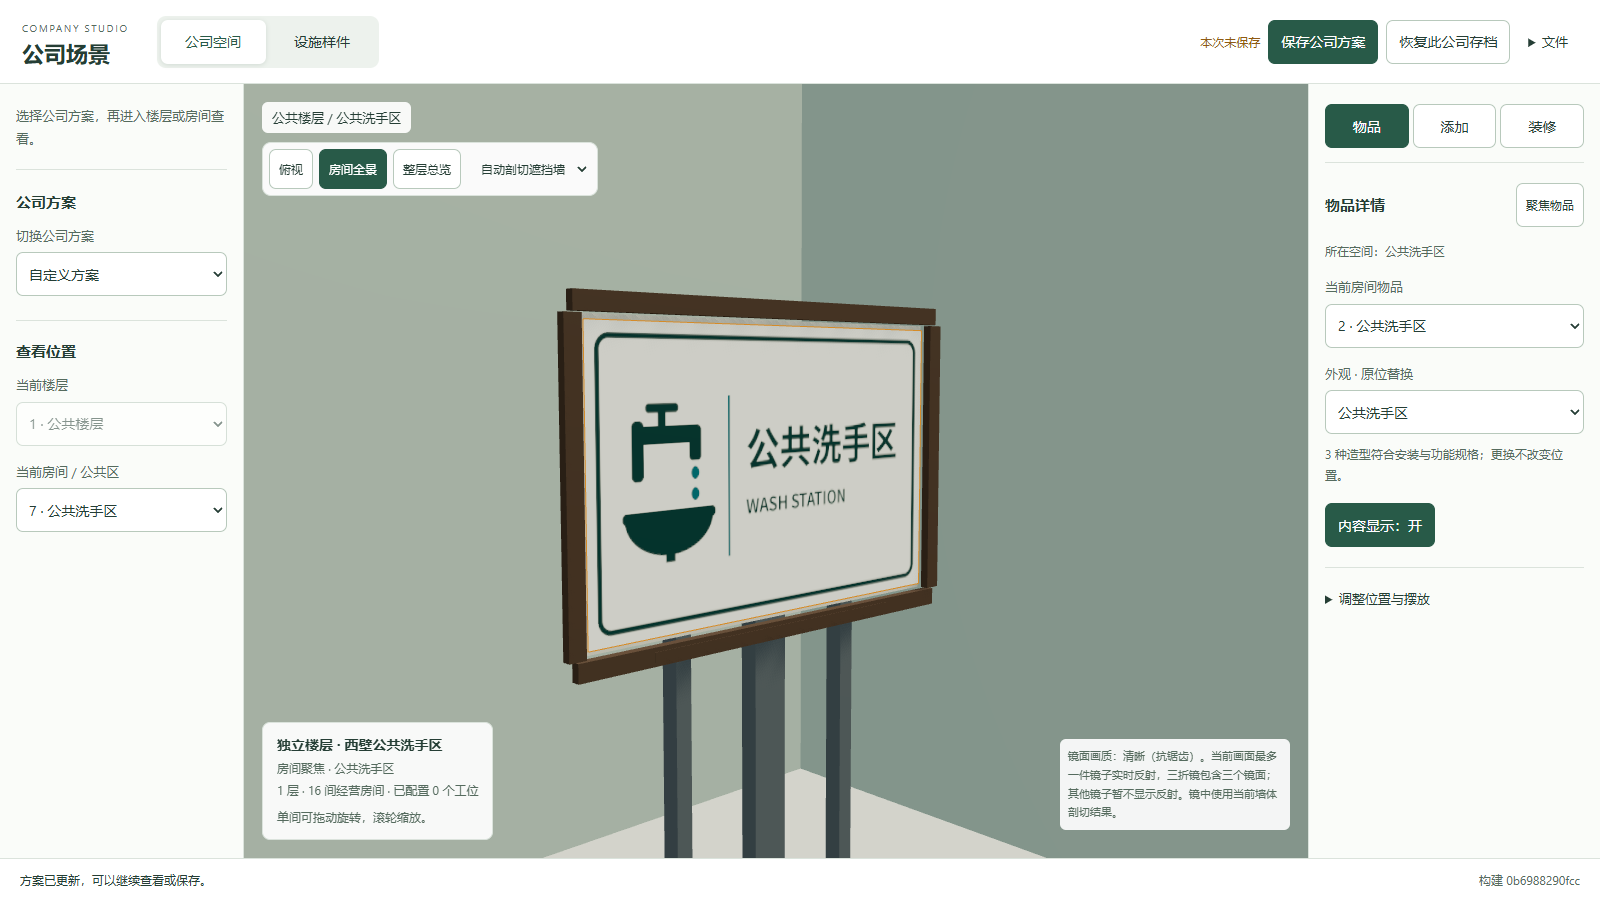 COMPANY STUDIO
公司场景
公司空间
设施样件
本次未保存
保存公司方案
恢复此公司存档
文件
选择公司方案，再进入楼层或房间查
看。
公司方案
切换公司方案
自定义方案
查看位置
当前楼层
1 · 公共楼层
当前房间 / 公共区
7 · 公共洗手区
公共楼层 / 公共洗手区
俯视
房间全景
整层总览
自动剖切遮挡墙
公共洗手区
WASH STATION
独立楼层 · 西壁公共洗手区
房间聚焦 · 公共洗手区
1 层 · 16 间经营房间 · 已配置 0 个工位
单间可拖动旋转，滚轮缩放。
镜面画质：清晰（抗锯齿）。当前画面最多
一件镜子实时反射，三折镜包含三个镜面；
其他镜子暂不显示反射。镜中使用当前墙体
剖切结果。
物品
添加
装修
物品详情
聚焦物品
所在空间：公共洗手区
当前房间物品
2 · 公共洗手区
外观 · 原位替换
公共洗手区
3 种造型符合安装与功能规格；更换不改变位
置。
内容显示：开
调整位置与摆放
方案已更新，可以继续查看或保存。
构建 0b6988290fcc